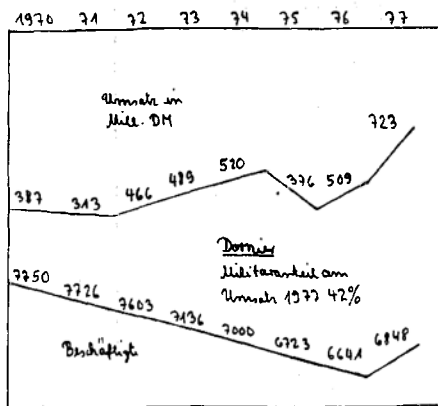 1970 71 72 73 74 75 76 77
Umsatz in
Mill. DM
723
520
489
376 509
466
387 313
Dornier
Militäranteil am
Umsatz 1977 42%
7750
7726
7603
7136
7000
6723
6641
6848
Beschäftigte